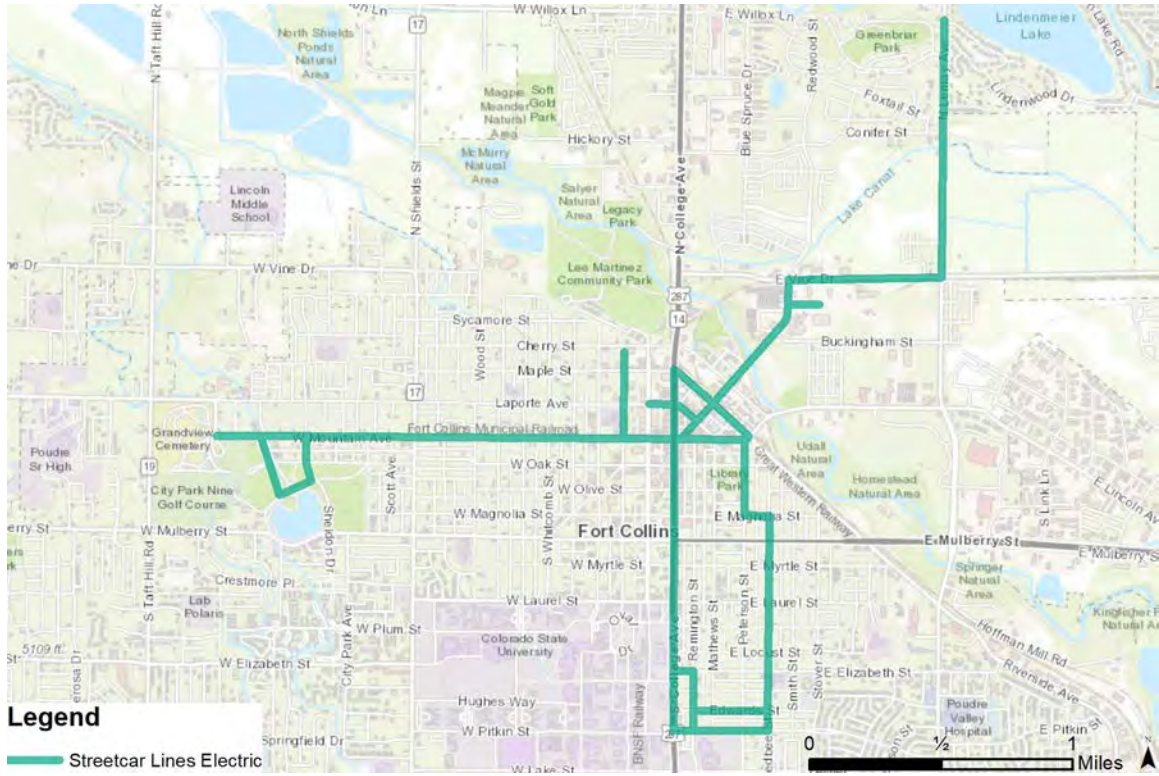 W Willox Ln
E Willox Ln
Lindenmeier
Lake
Lake Rd
Greenbriar
Park
North Shields
Ponds
Natural
Area
17
N Taft Hill Rd
N Shields St
Magpie
Meander
Natural
Area
Soft
Gold
Park
Redwood St
Blue Spruce Dr
N Lemay Ave
Foxtail St
Lindenwood Dr
Conifer St
Hickory St
McMurry
Natural
Area
N College Ave
Lake Canal
Lincoln
Middle
School
Salyer
Natural
Area
Legacy
Park
W Vine Dr
Lee Martinez
Community Park
E Vine Dr
287
14
Sycamore St
Wood St
Cherry St
Buckingham St
Maple St
17
Laporte Ave
Fort Collins Municipal Railroad
Grandview
Cemetery
W Mountain Ave
Poudre
Sr High
19
W Oak St
Library
Park
Great Western Railway
Udall
Natural
Area
Homestead
Natural Area
S Link Ln
E Lincoln Ave
City Park Nine
Golf Course
Scott Ave
W Olive St
S Whitcomb St
W Magnolia St
E Magnolia St
W Mulberry St
Sheldon Dr
Fort Collins
E Mulberry St
E Mulberry St
S Taft Hill Rd
W Myrtle St
E Myrtle St
Springer
Natural
Area
Crestmore Pl
Lab
Polaris
W Laurel St
E Laurel St
Remington St
Mathews St
Peterson St
City Park Ave
W Plum St
Colorado State
University
S College Ave
E Locust St
Smith St
Stover St
Hoffman Mill Rd
Riverside Ave
5109 ft.
W Elizabeth St
E Elizabeth St
Hughes Way
BNSF Railway
Edwards St
Poudre
Valley
Hospital
E Pitkin St
W Pitkin St
Springfield Dr
W Lake St
287
Legend
Streetcar Lines Electric
0
½
1
Miles